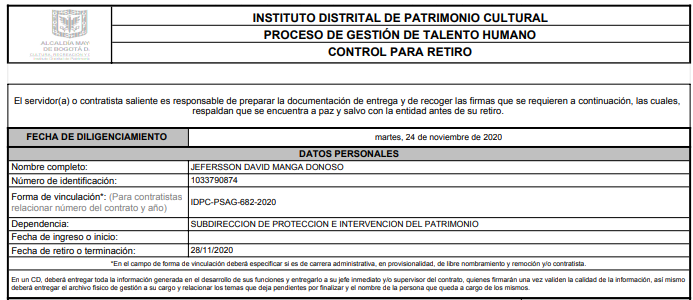 INSTITUTO DISTRITAL DE PATRIMONIO CULTURAL
PROCESO DE GESTIÓN DE TALENTO HUMANO
CONTROL PARA RETIRO
ALCALDÍA MAYOR
DE BOGOTÁ D.
El servidor(a) o contratista saliente es responsable de preparar la documentación de entrega y de recoger las firmas que se requieren a continuación, las cuales,
respaldan que se encuentra a paz y salvo con la entidad antes de su retiro.
FECHA DE DILIGENCIAMIENTO martes, 24 de noviembre de 2020
DATOS PERSONALES
Nombre completo: JEFERSSON DAVID MANGA DONOSO
Número de identificación: 1033790874
Forma de vinculación*: (Para contratistas
relacionar número del contrato y año) IDPC-PSAG-682-2020
Dependencia: SUBDIRECCION DE PROTECCION E INTERVENCION DEL PATRIMONIO
Fecha de ingreso o inicio:
Fecha de retiro o terminación: 28/11/2020
*En el campo de forma de vinculación deberá especificar si es de carrera administrativa, en provisionalidad, de libre nombramiento y remoción y/o contratista.
En un CD, deberá entregar toda la información generada en el desarrollo de sus funciones y entregarlo a su jefe inmediato y/o supervisor del contrato, quienes firmarán una vez validen la calidad de la información, así mismo
deberá entregar el archivo físico de gestión a su cargo y relacionar los temas que deja pendientes por finalizar y el nombre de la persona que queda a cargo de los mismos.